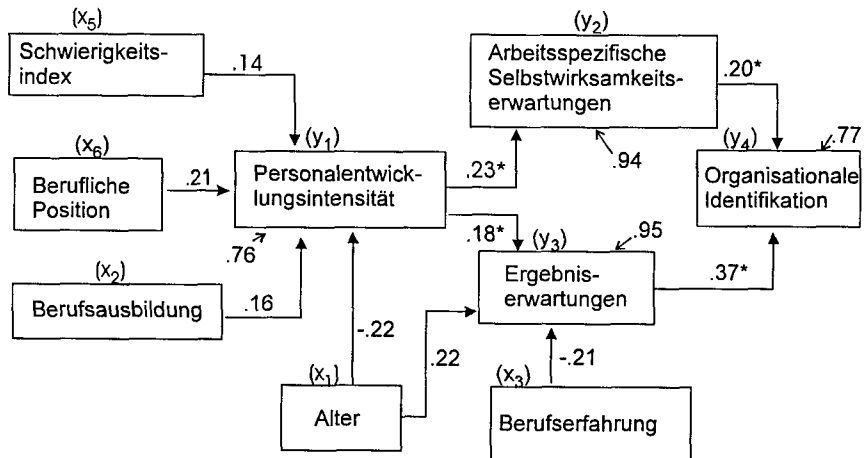 (x5)
Schwierigkeits-
index
.14
(x6)
Berufliche
Position
.21
(x2)
Berufsausbildung
.16
(y1)
Personalentwick-
lungsintensität
.76
-.22
(x1)
Alter
.22
(y2)
Arbeitsspezifische
Selbstwirksamkeits-
erwartungen
.94
.23*
.18*
(y3)
.95
Ergebnis-
erwartungen
-.21
(x3)
Berufserfahrung
.20*
.37*
(y4)
.77
Organisationale
Identifikation